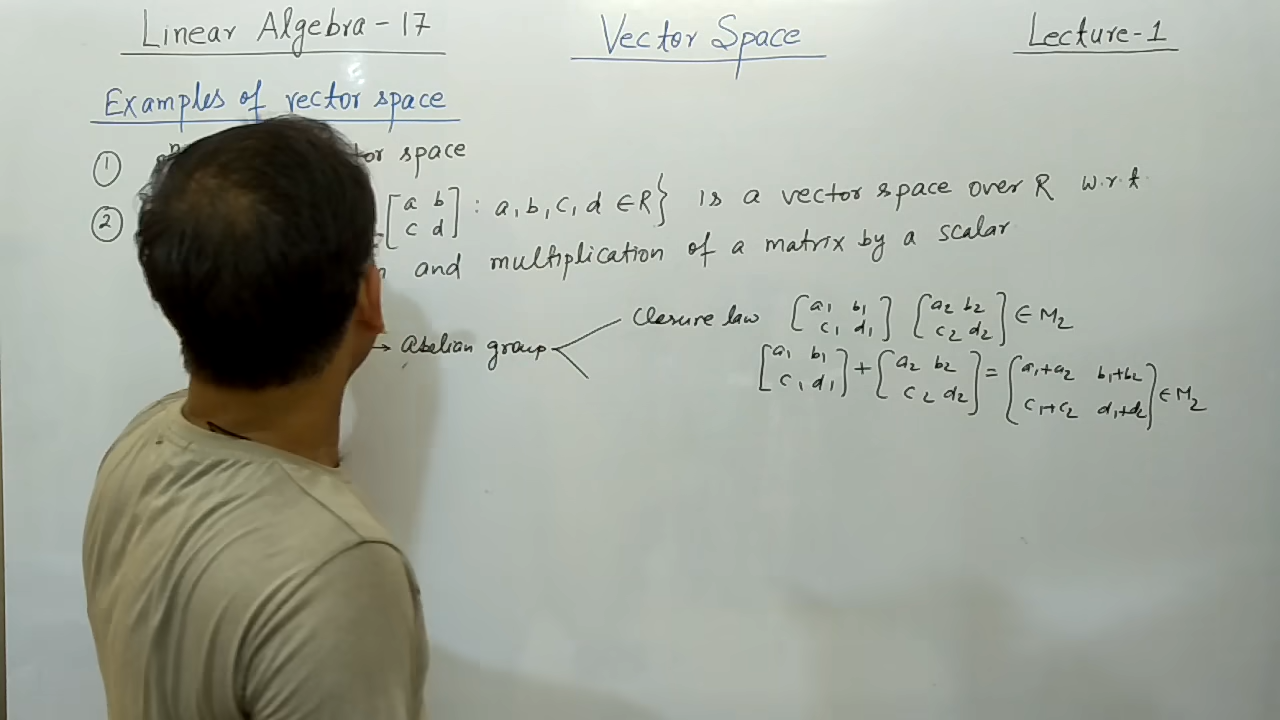 Linear Algebra - 17
Vector Space
Lecture-1
Examples of vector space
① space
② [a b c d] : a, b, c, d ∈ R} is a vector space over R w.r.t.
and multiplication of a matrix by a scalar
→ Abelian group
Closure law [a₁ b₁ c₁ d₁] [a₂ b₂ c₂ d₂] ∈ M₂
[a₁ b₁ c₁ d₁] + [a₂ b₂ c₂ d₂] = [a₁+a₂ b₁+b₂ c₁+c₂ d₁+d₂] ∈ M₂